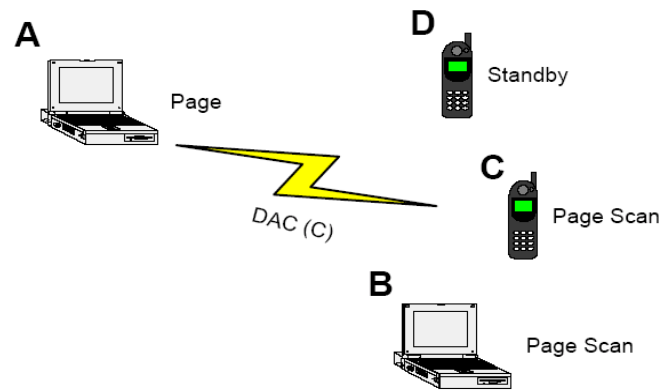 A
Page
D
Standby
C
Page Scan
DAC (C)
B
Page Scan